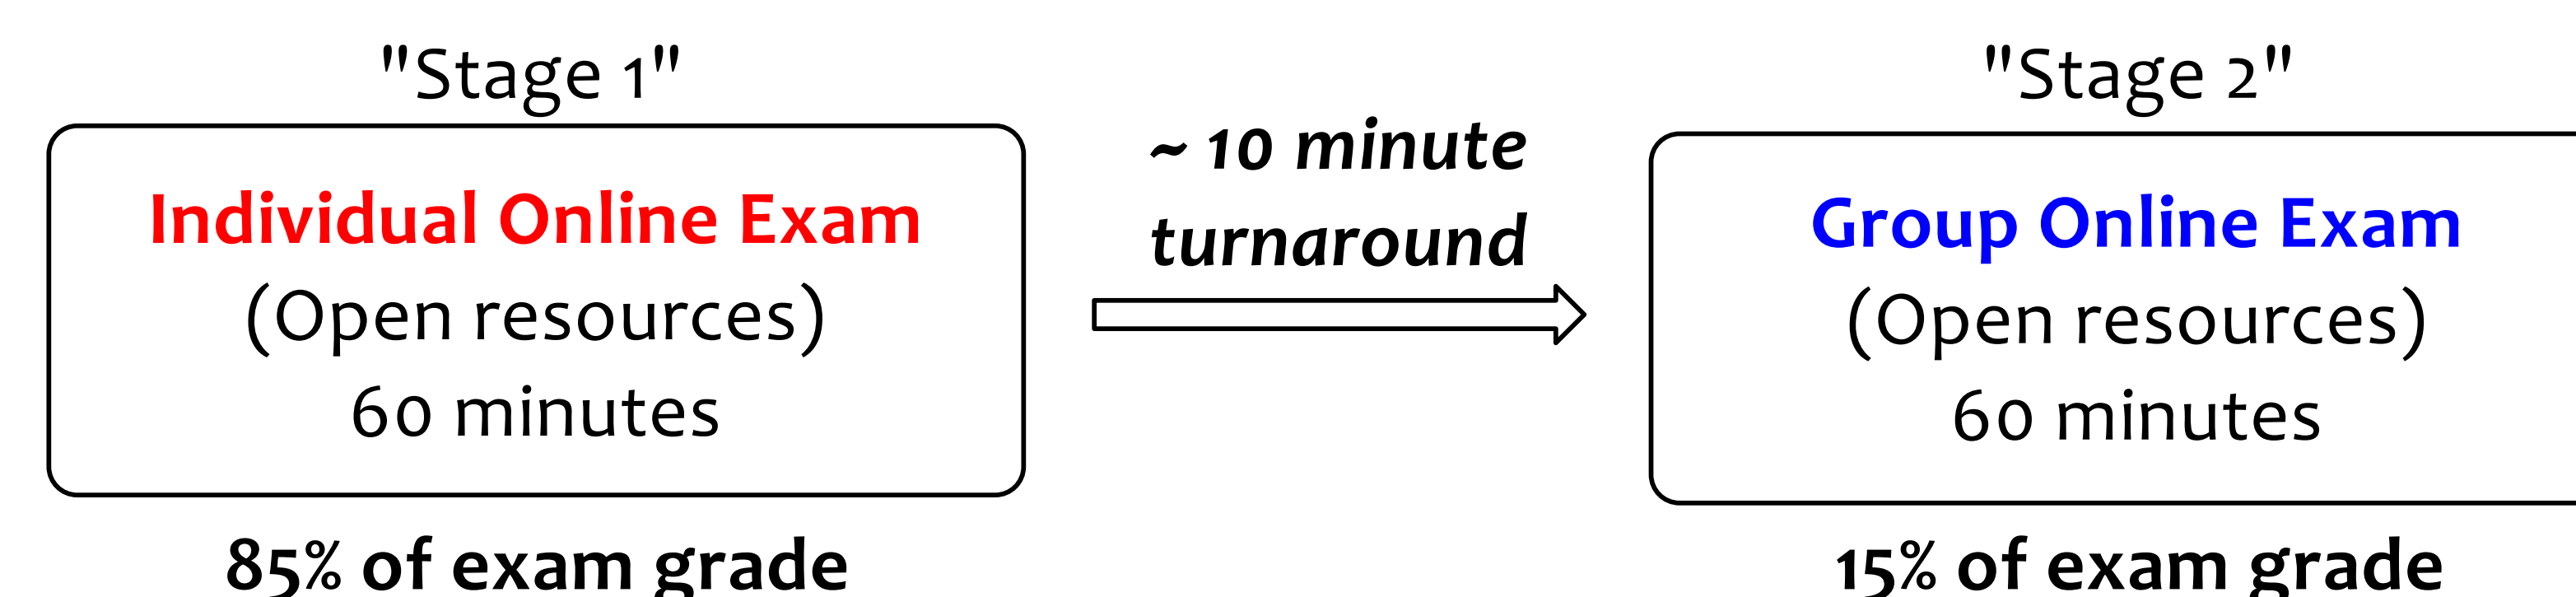 "Stage 1"
Individual Online Exam
(Open resources)
60 minutes
85% of exam grade
~ 10 minute
turnaround
"Stage 2"
Group Online Exam
(Open resources)
60 minutes
15% of exam grade